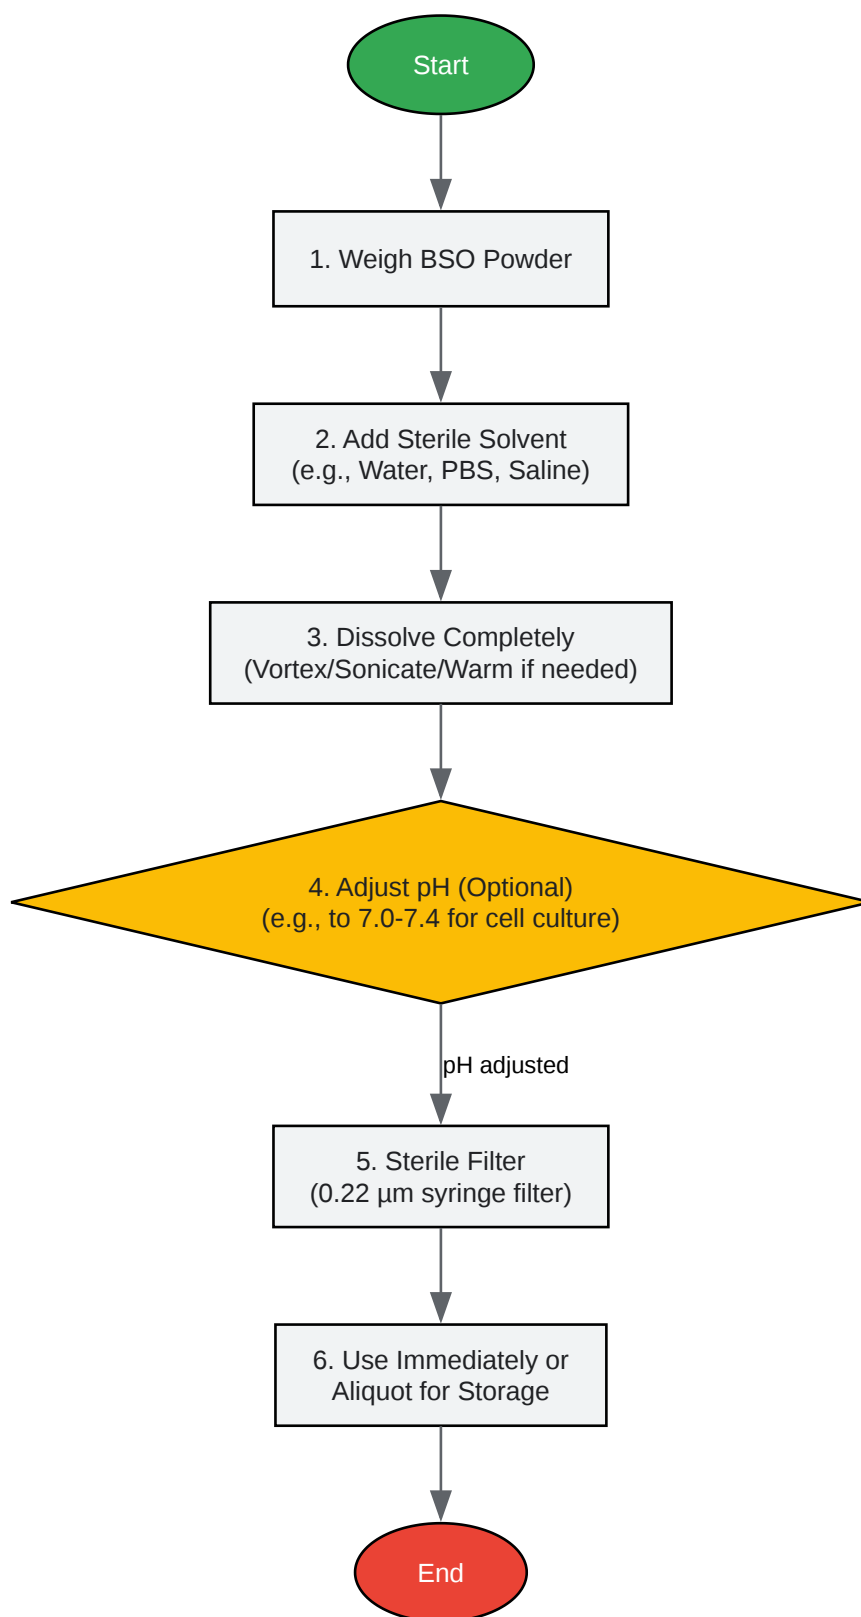 Start
1. Weigh BSO Powder
2. Add Sterile Solvent
(e.g., Water, PBS, Saline)
3. Dissolve Completely
(Vortex/Sonicate/Warm if needed)
4. Adjust pH (Optional)
(e.g., to 7.0-7.4 for cell culture)
pH adjusted
5. Sterile Filter
(0.22 µm syringe filter)
6. Use Immediately or
Aliquot for Storage
End